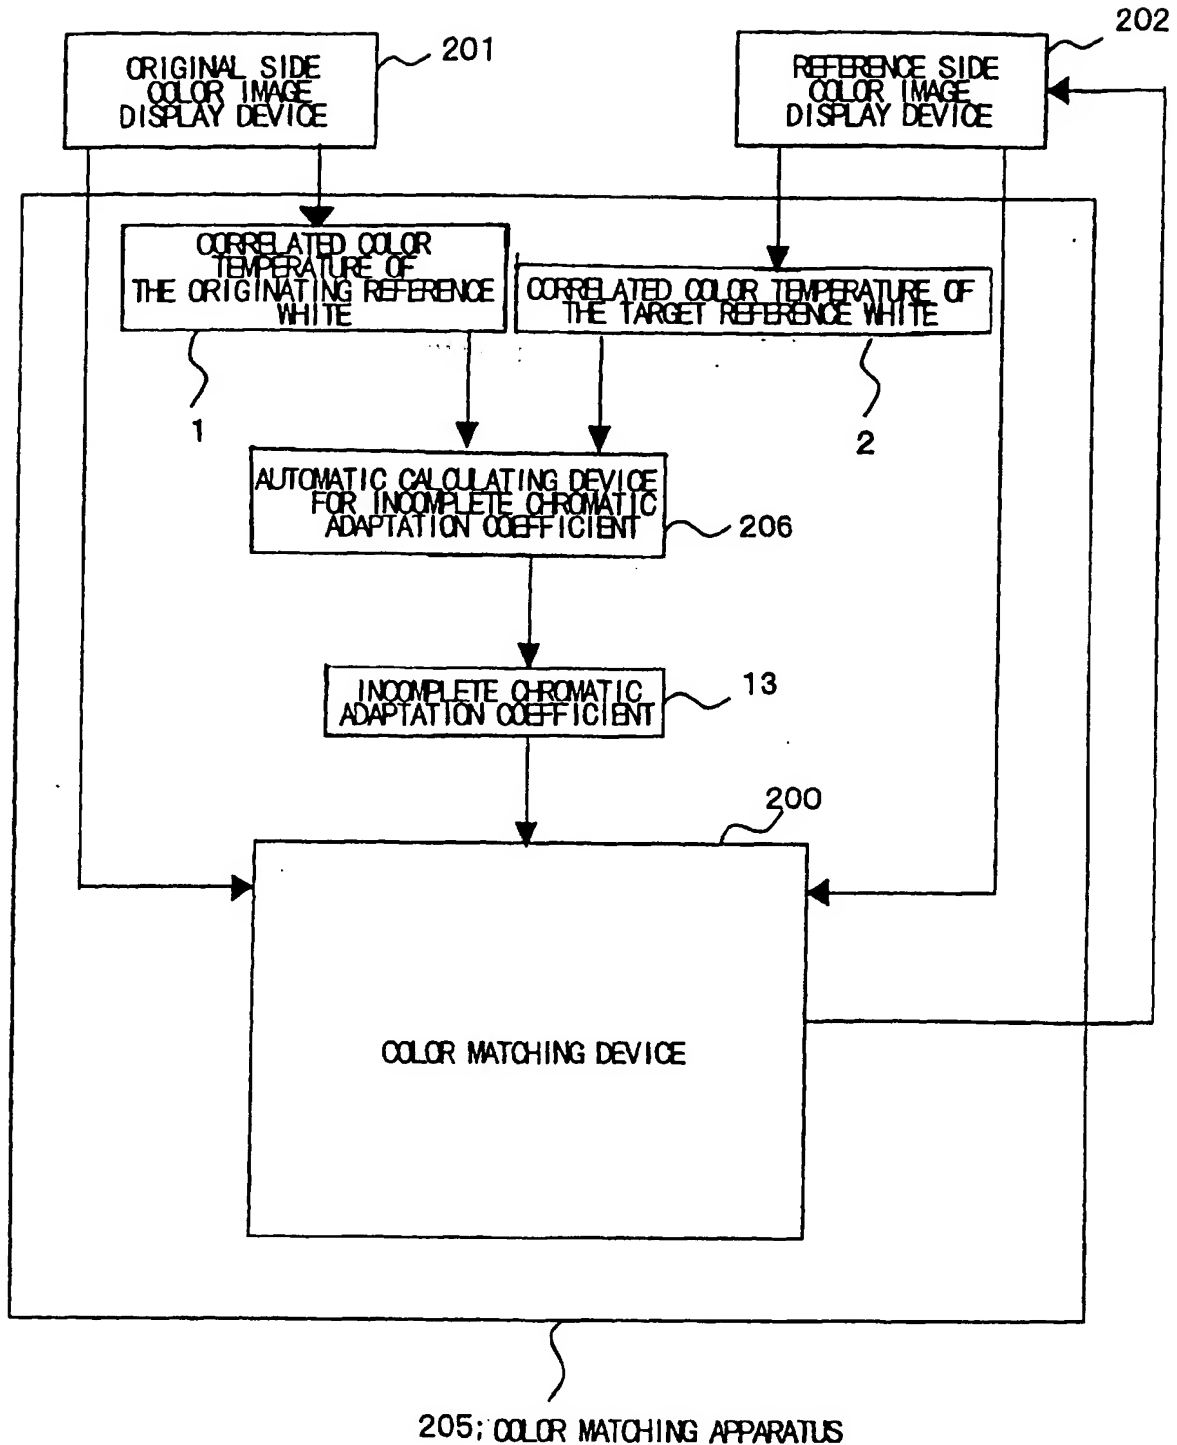 201
202
ORIGINAL SIDE
COLOR IMAGE
DISPLAY DEVICE
REFERENCE SIDE
COLOR IMAGE
DISPLAY DEVICE
CORRELATED COLOR
TEMPERATURE OF
THE ORIGINATING REFERENCE
WHITE
CORRELATED COLOR TEMPERATURE OF
THE TARGET REFERENCE WHITE
1
2
AUTOMATIC CALCULATING DEVICE
FOR INCOMPLETE CHROMATIC
ADAPTATION COEFFICIENT
206
INCOMPLETE CHROMATIC
ADAPTATION COEFFICIENT
13
200
COLOR MATCHING DEVICE
205; COLOR MATCHING APPARATUS